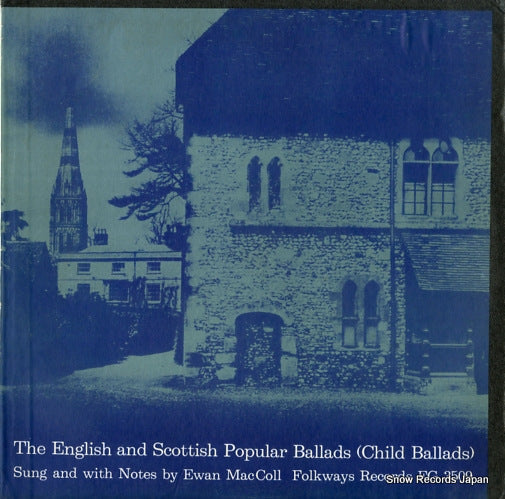 The English and Scottish Popular Ballads (Child Ballads)
Sung and with Notes by Ewan MacColl Folkways Records FG 3509
Snow Records Japan